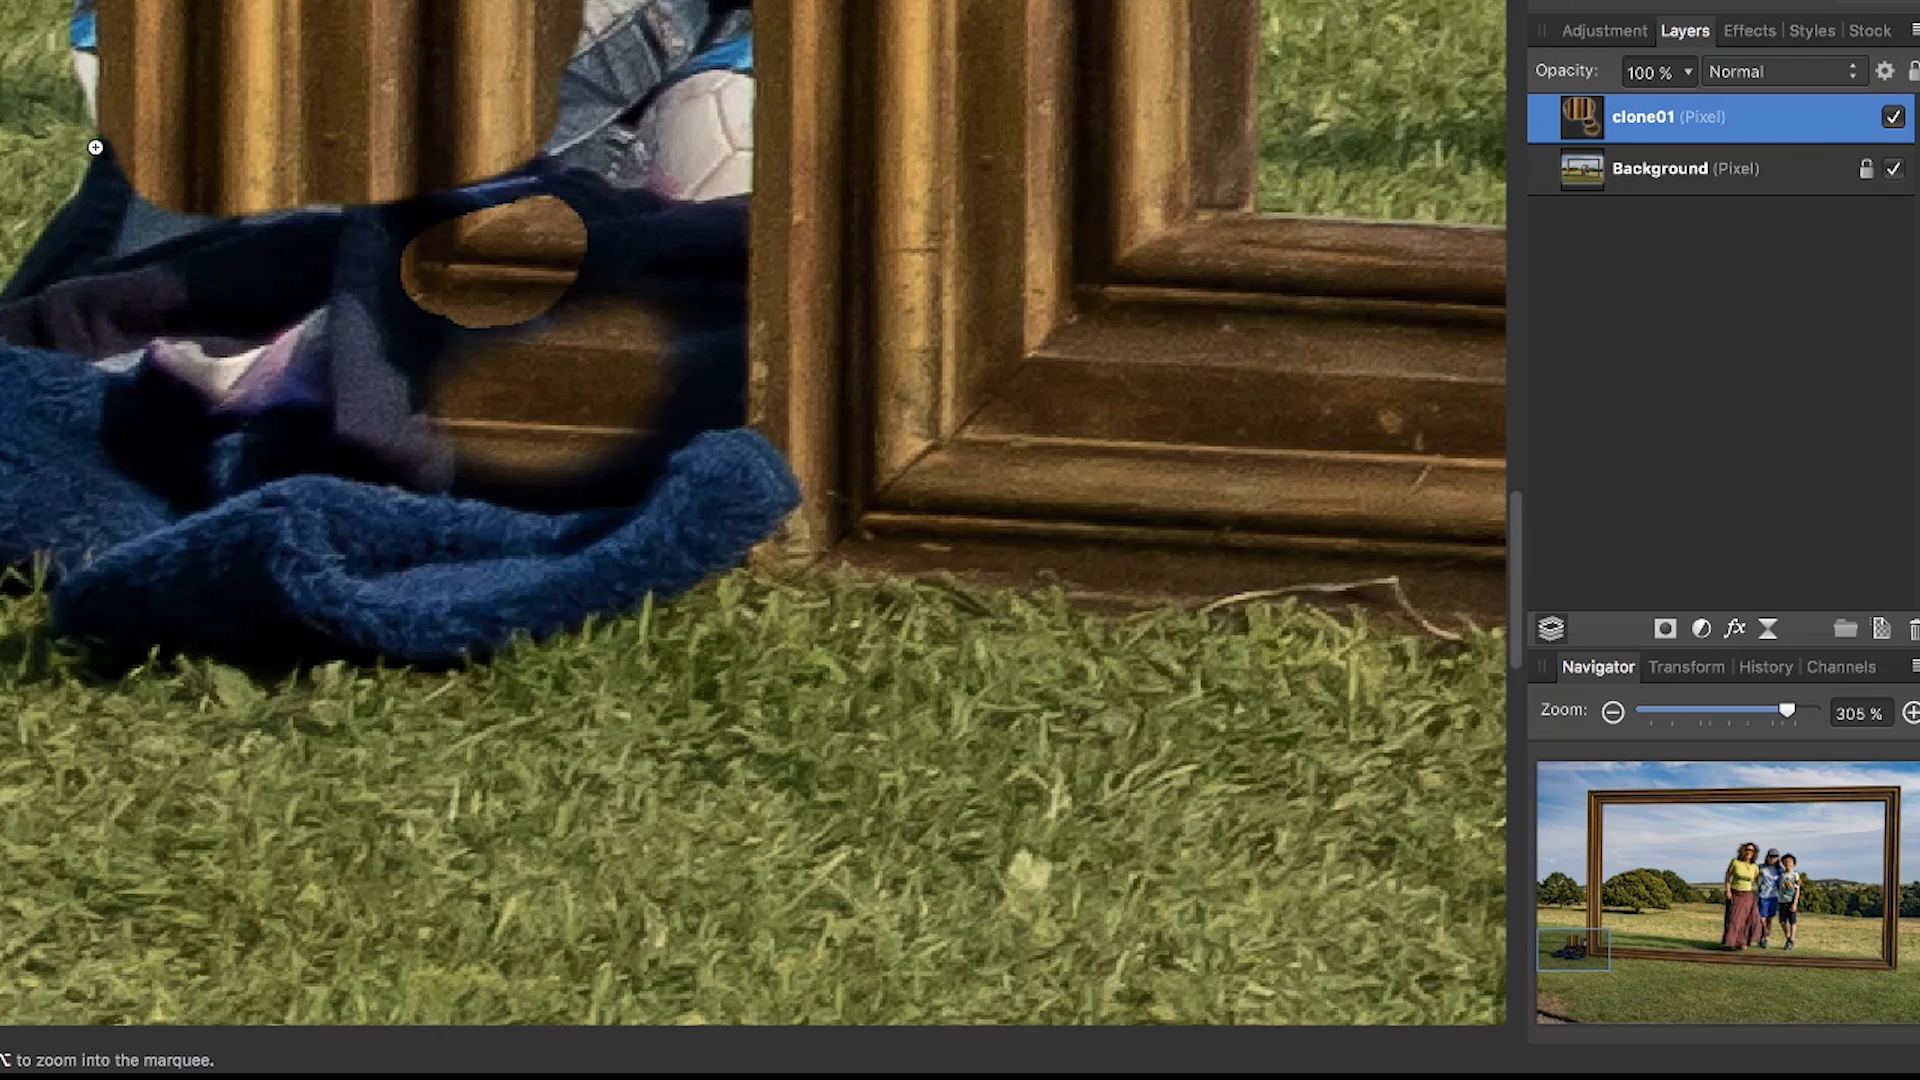 Adjustment Layers Effects Styles Stock
Opacity: 100 % Normal
clone01 (Pixel)
Background (Pixel)
fx
Navigator Transform History Channels
Zoom: 305 %
to zoom into the marquee.